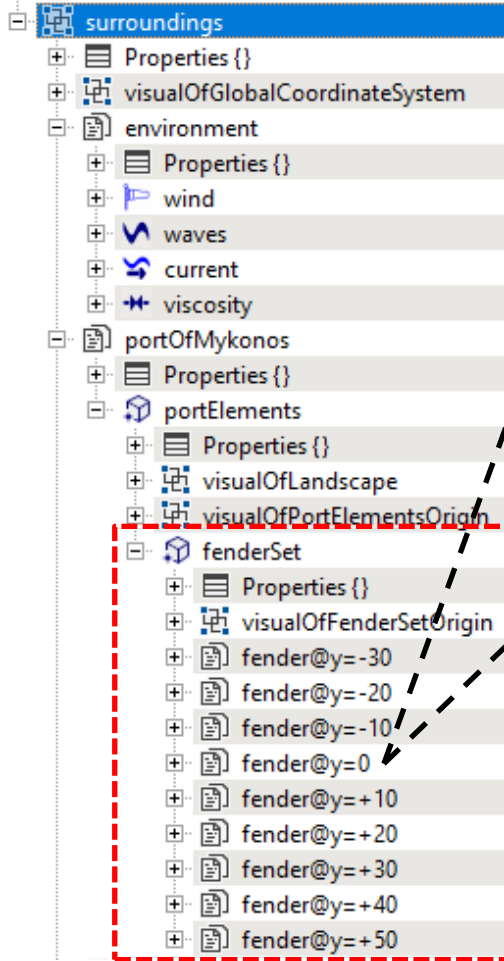 surroundings
Properties {}
visualOfGlobalCoordinateSystem
environment
Properties {}
wind
waves
current
viscosity
portOfMykonos
Properties {}
portElements
Properties {}
visualOfLandscape
visualOfPortElementsOrigin
fenderSet
Properties {}
visualOfFenderSetOrigin
fender@y=-30
fender@y=-20
fender@y=-10
fender@y=0
fender@y=+10
fender@y=+20
fender@y=+30
fender@y=+40
fender@y=+50